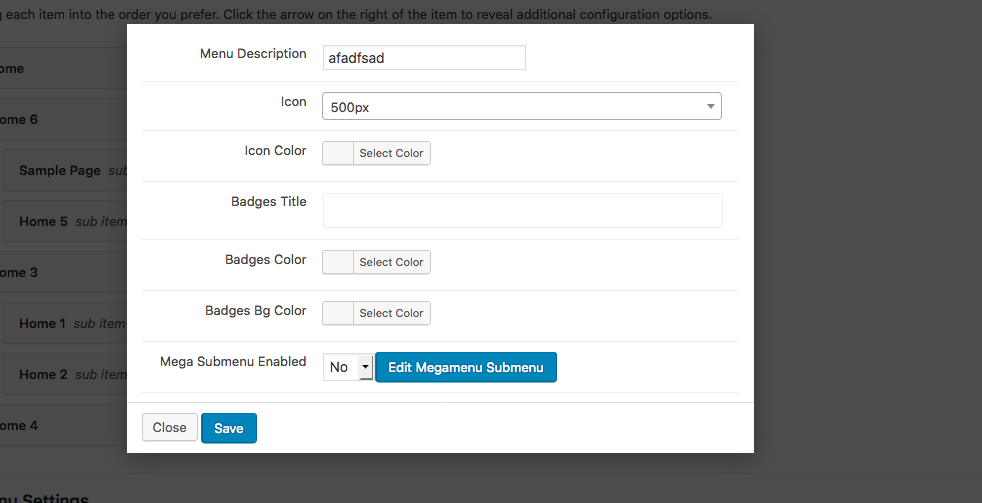 each item into the order you prefer. Click the arrow on the right of the item to reveal additional configuration options.
Menu Description afadfsad
ome
Icon 500px
ome 6
Icon Color Select Color
Sample Page sub
Badges Title
Home 5 sub item
Badges Color Select Color
ome 3
Badges Bg Color Select Color
Home 1 sub item
Mega Submenu Enabled No Edit Megamenu Submenu
Home 2 sub item
ome 4
Close Save
nu Settings